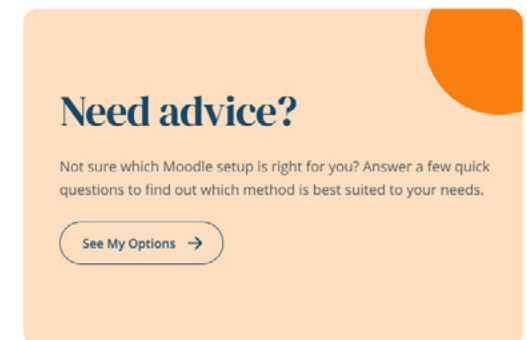 Need advice?
Not sure which Moodle setup is right for you? Answer a few quick
questions to find out which method is best suited to your needs.
See My Options →